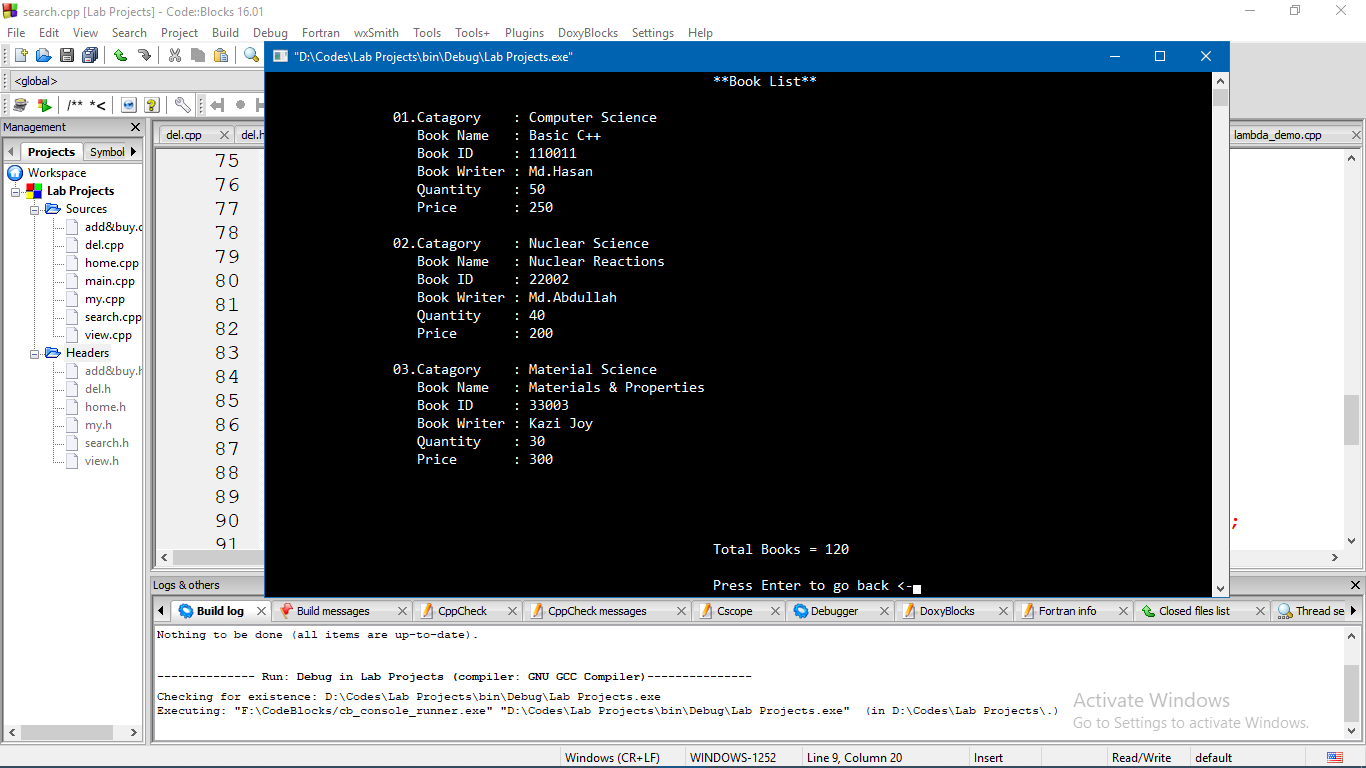 search.cpp [Lab Projects] - Code::Blocks 16.01
File Edit View Search Project Build Debug Fortran wxSmith Tools Tools+ Plugins DoxyBlocks Settings Help
"D:\Codes\Lab Projects\bin\Debug\Lab Projects.exe"
<global>
/** *<
Management
Projects Symbol
Workspace
Lab Projects
Sources
add&buy.c
del.cpp
home.cpp
main.cpp
my.cpp
search.cpp
view.cpp
Headers
add&buy.h
del.h
home.h
my.h
search.h
view.h
del.cpp del.h lambda_demo.cpp
75
76
77
78
79
80
81
82
83
84
85
86
87
88
89
90
91
;
**Book List**
01.Catagory : Computer Science
Book Name : Basic C++
Book ID : 110011
Book Writer : Md.Hasan
Quantity : 50
Price : 250
02.Catagory : Nuclear Science
Book Name : Nuclear Reactions
Book ID : 22002
Book Writer : Md.Abdullah
Quantity : 40
Price : 200
03.Catagory : Material Science
Book Name : Materials & Properties
Book ID : 33003
Book Writer : Kazi Joy
Quantity : 30
Price : 300
Total Books = 120
Press Enter to go back <-
Logs & others
Build log Build messages CppCheck CppCheck messages Cscope Debugger DoxyBlocks Fortran info Closed files list Thread se
Nothing to be done (all items are up-to-date).
-------------- Run: Debug in Lab Projects (compiler: GNU GCC Compiler)---------------
Checking for existence: D:\Codes\Lab Projects\bin\Debug\Lab Projects.exe
Executing: "F:\CodeBlocks/cb_console_runner.exe" "D:\Codes\Lab Projects\bin\Debug\Lab Projects.exe" (in D:\Codes\Lab Projects\.)
Activate Windows
Go to Settings to activate Windows.
Windows (CR+LF) WINDOWS-1252 Line 9, Column 20 Insert Read/Write default